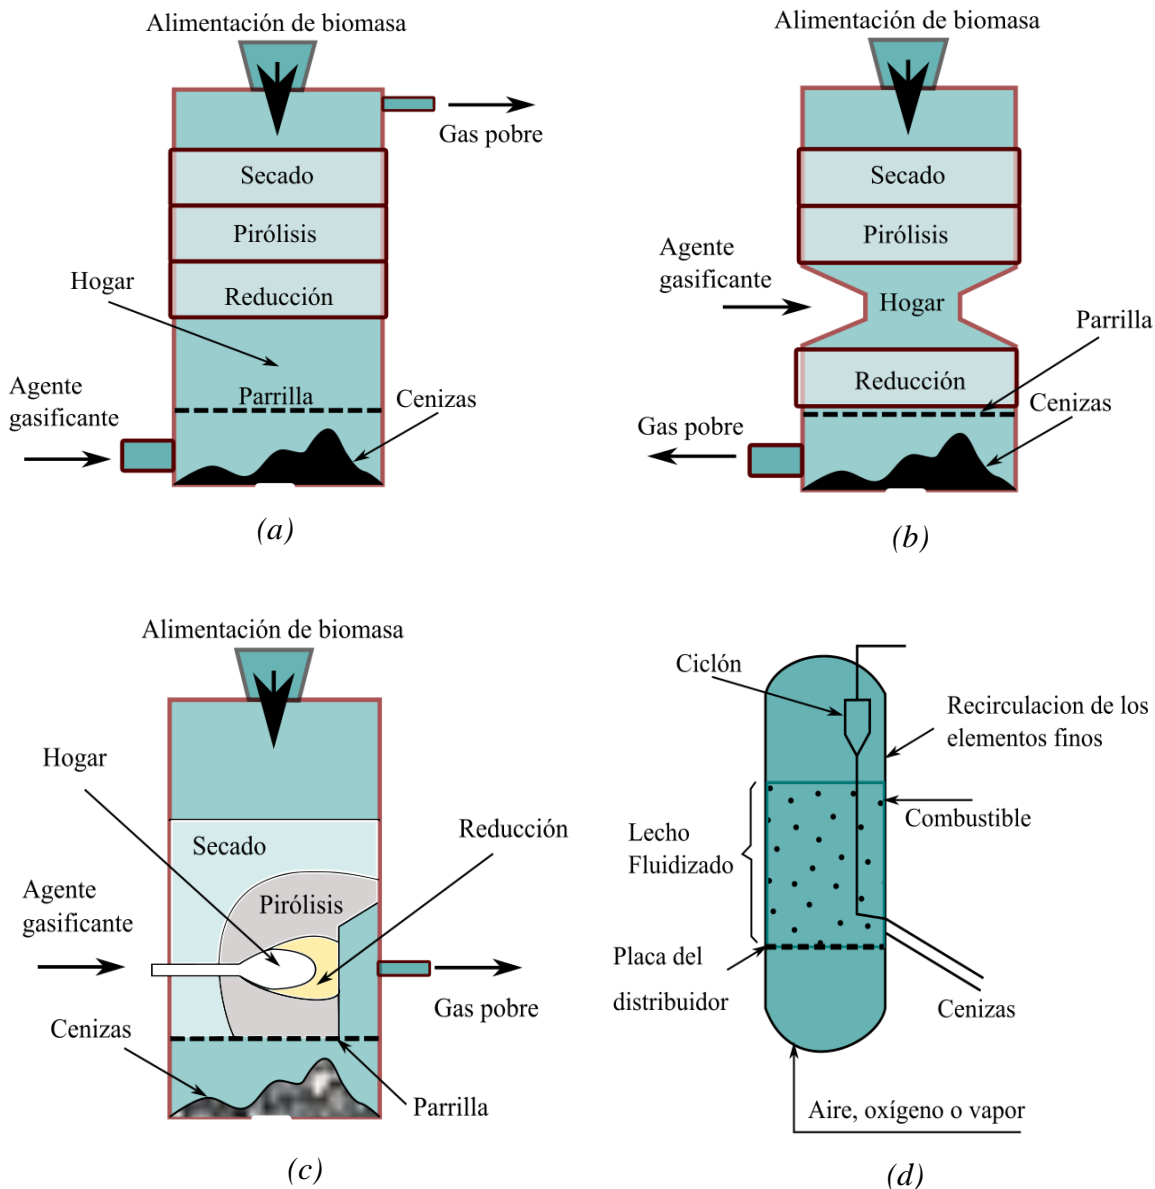 Alimentación de biomasa
Gas pobre
Secado
Pirólisis
Hogar
Reducción
Parrilla
Agente
gasificante
Cenizas
(a)
Alimentación de biomasa
Secado
Pirólisis
Agente
gasificante
Hogar
Parrilla
Reducción
Cenizas
Gas pobre
(b)
Alimentación de biomasa
Hogar
Reducción
Secado
Agente
gasificante
Pirólisis
Gas pobre
Cenizas
Parrilla
(c)
Ciclón
Recirculacion de los
elementos finos
Combustible
Lecho
Fluidizado
Placa del
distribuidor
Cenizas
Aire, oxígeno o vapor
(d)